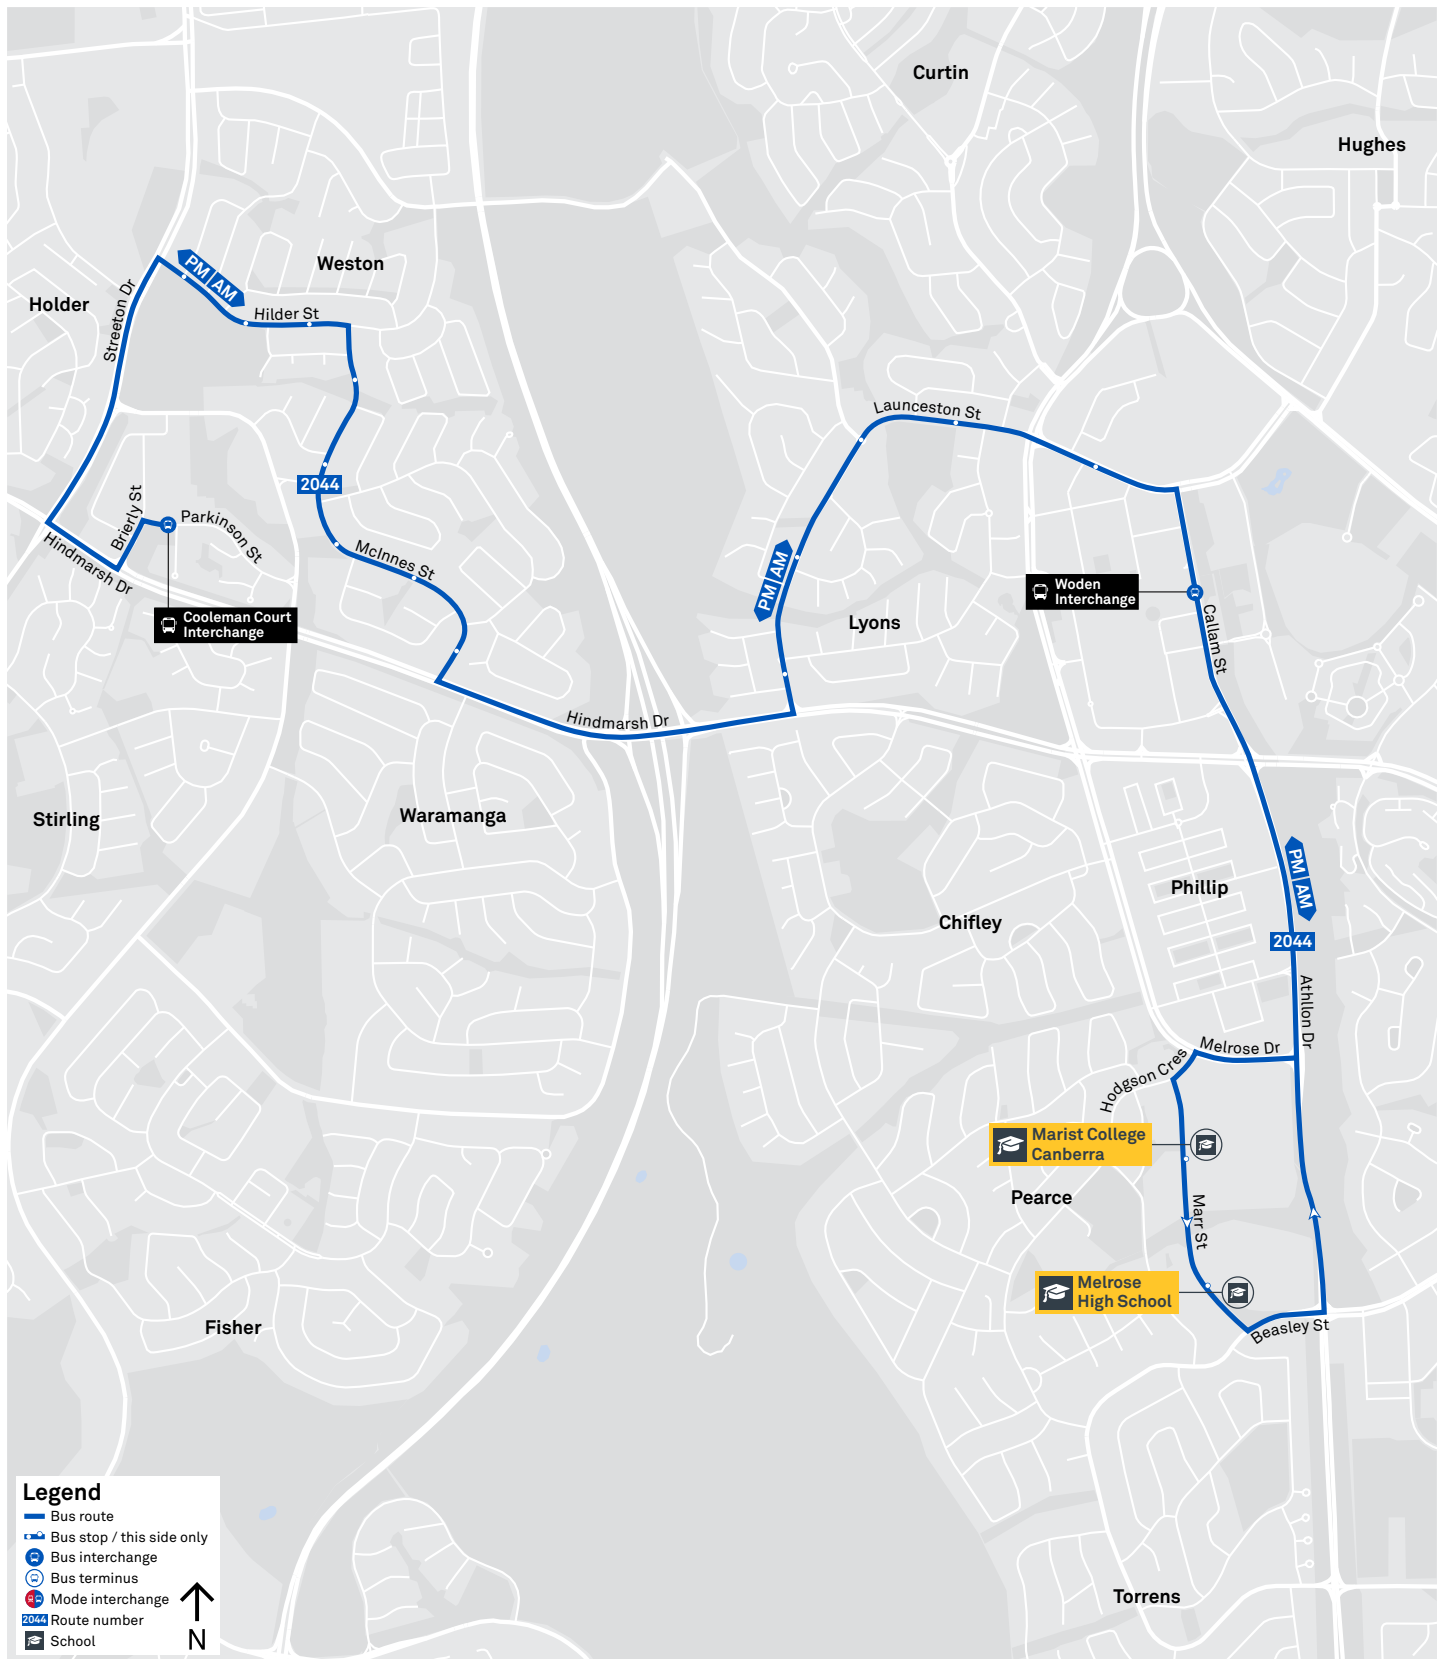 Curtin
Hughes
Weston
Holder
PM | AM
Hilder St
Streeton Dr
Launceston St
2044
Brierly St
Parkinson St
Hindmarsh Dr
McInnes St
Cooleman Court
Interchange
PM | AM
Lyons
Woden
Interchange
Callam St
Hindmarsh Dr
Stirling
Waramanga
Phillip
PM | AM
Chifley
2044
Athllon Dr
Melrose Dr
Hodgson Cres
Marist College
Canberra
Pearce
Marr St
Melrose
High School
Beasley St
Fisher
Torrens
Legend
Bus route
Bus stop / this side only
Bus interchange
Bus terminus
Mode interchange
2044 Route number
School
N